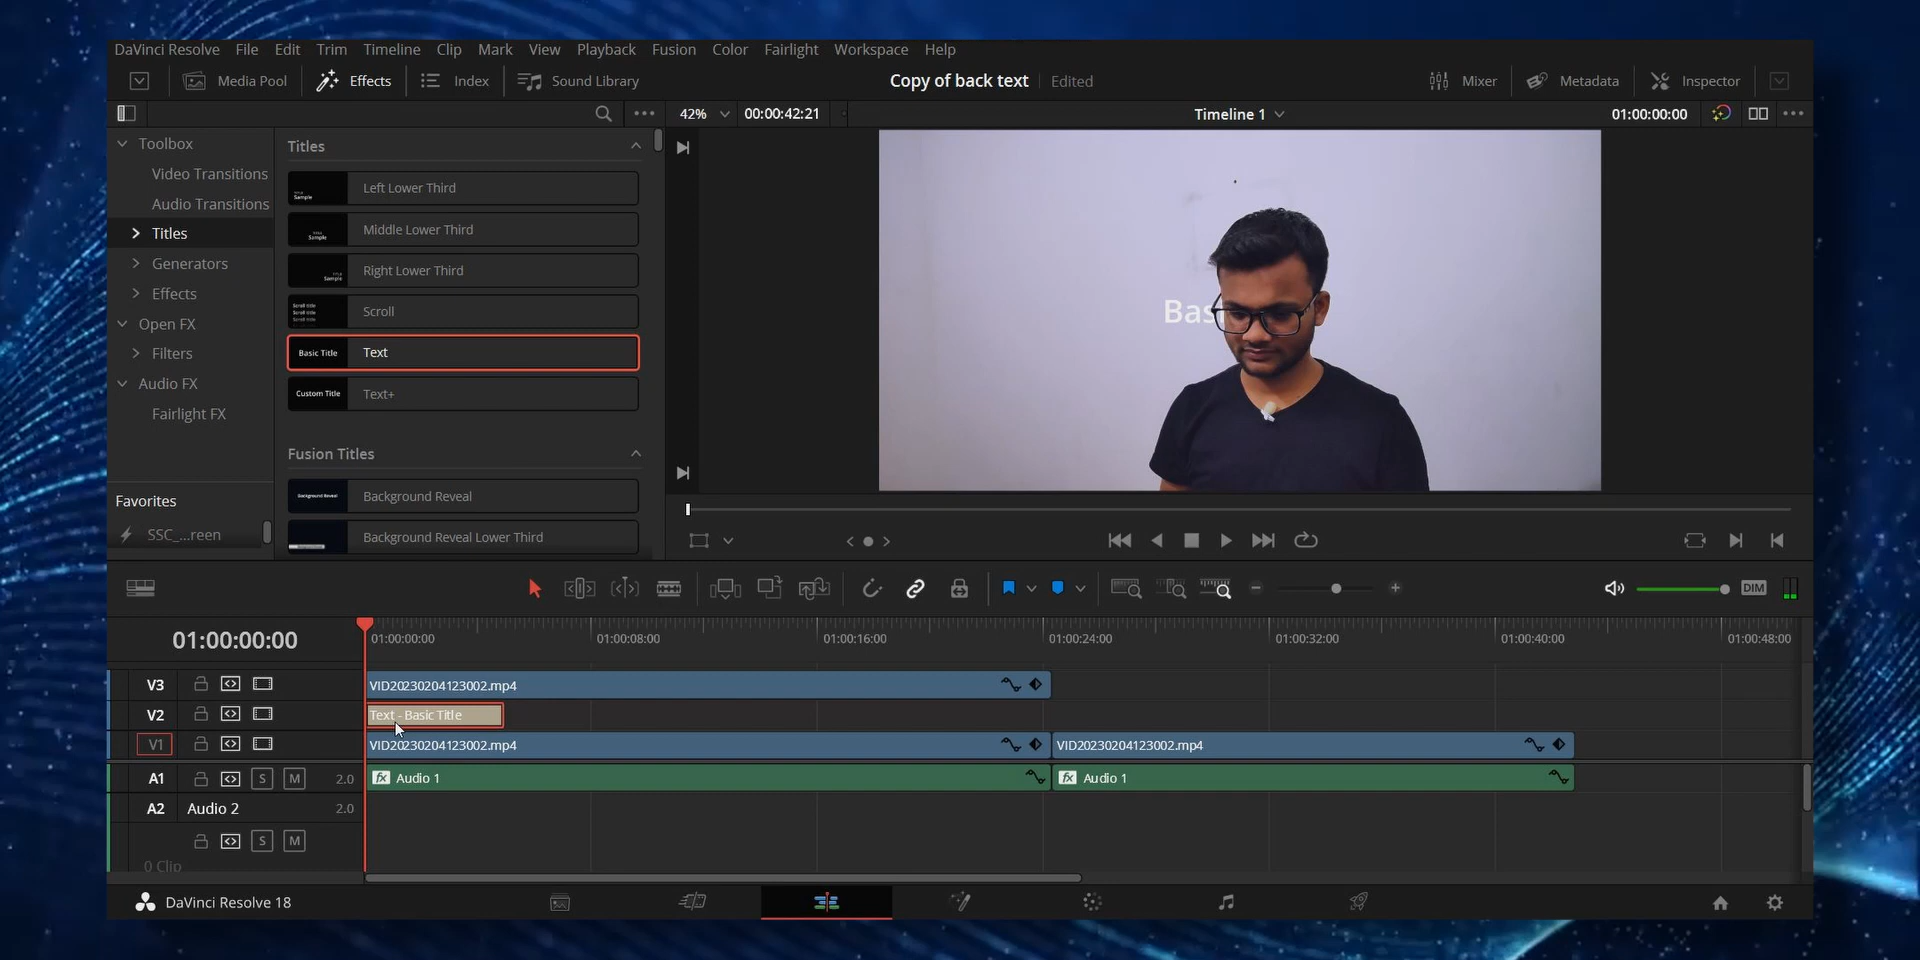 DaVinci Resolve File Edit Trim Timeline Clip Mark View Playback Fusion Color Fairlight Workspace Help
Media Pool Effects Index Sound Library Copy of back text Edited Mixer Metadata Inspector
42% 00:00:42:21 Timeline 1 01:00:00:00
Toolbox
Video Transitions
Audio Transitions
Titles
Generators
Effects
Open FX
Filters
Audio FX
Fairlight FX
Favorites
SSC_...reen
Titles
Sample Left Lower Third
Sample Middle Lower Third
Sample Right Lower Third
Scroll
Basic Title Text
Custom Title Text+
Fusion Titles
Background Reveal Background Reveal
Background Reveal Lower Third
Bas
DIM
01:00:00:00 01:00:00:00 01:00:08:00 01:00:16:00 01:00:24:00 01:00:32:00 01:00:40:00 01:00:48:00
V3 VID20230204123002.mp4
V2 Text - Basic Title
V1 VID20230204123002.mp4 VID20230204123002.mp4
A1 S M 2.0 fx Audio 1 fx Audio 1
A2 Audio 2 2.0
S M
0 Clip
DaVinci Resolve 18